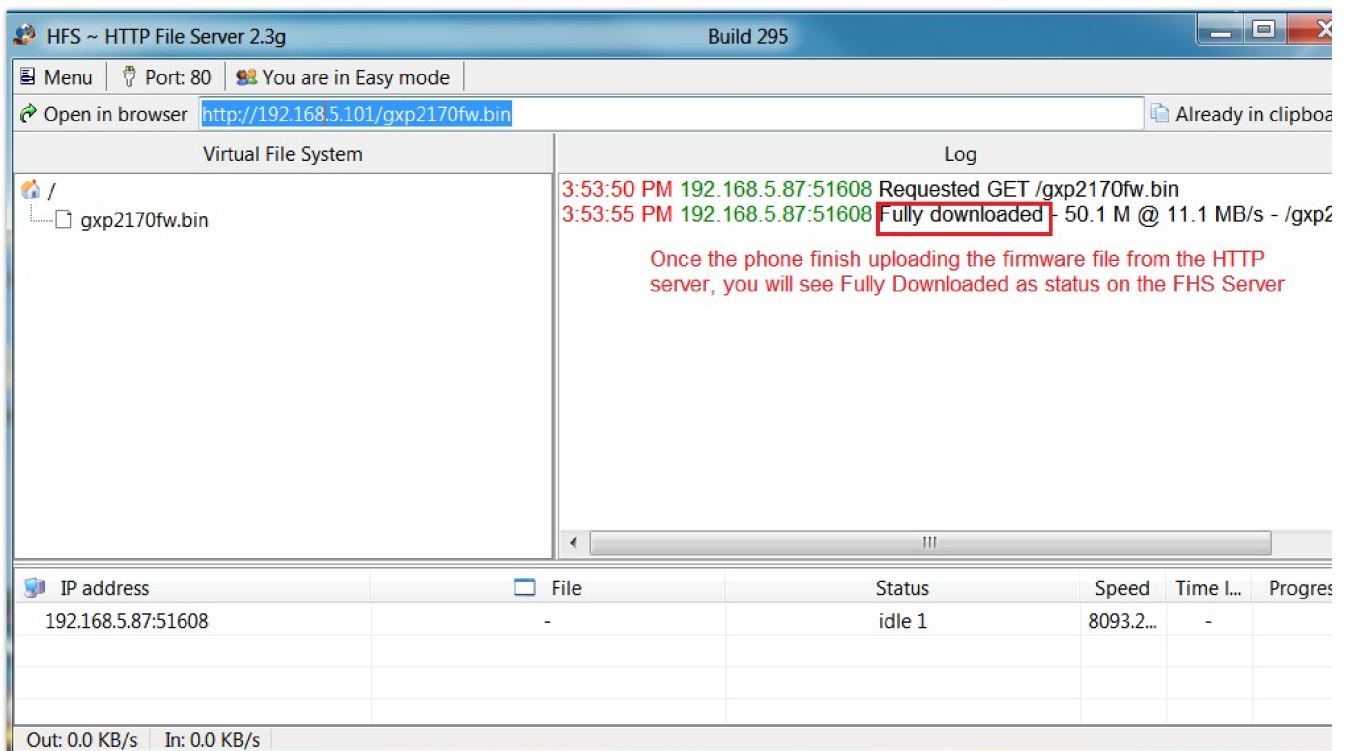 HFS ~ HTTP File Server 2.3g Build 295
Menu Port: 80 You are in Easy mode
Open in browser http://192.168.5.101/gxp2170fw.bin Already in
Virtual File System Log
/
gxp2170fw.bin
3:53:50 PM 192.168.5.87:51608 Requested GET /gxp2170fw.bin
3:53:55 PM 192.168.5.87:51608 Fully downloaded - 50.1 M @ 11.1 MB/s -
Once the phone finish uploading the firmware file from the HTTP
server, you will see Fully Downloaded as status on the FHS Server
IP address File Status Speed Time l...
192.168.5.87:51608 - idle 1 8093.2... -
Out: 0.0 KB/s In: 0.0 KB/s